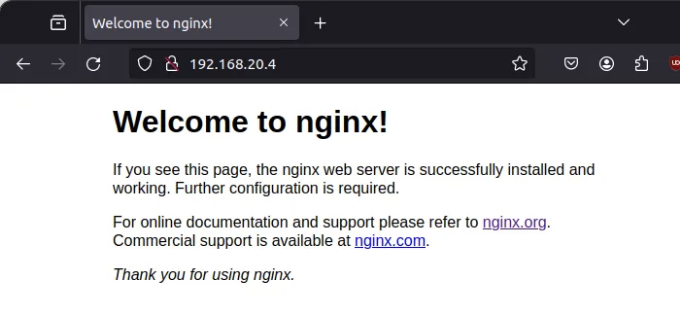 Welcome to nginx!
192.168.20.4
Welcome to nginx!
If you see this page, the nginx web server is successfully installed and
working. Further configuration is required.
For online documentation and support please refer to nginx.org.
Commercial support is available at nginx.com.
Thank you for using nginx.